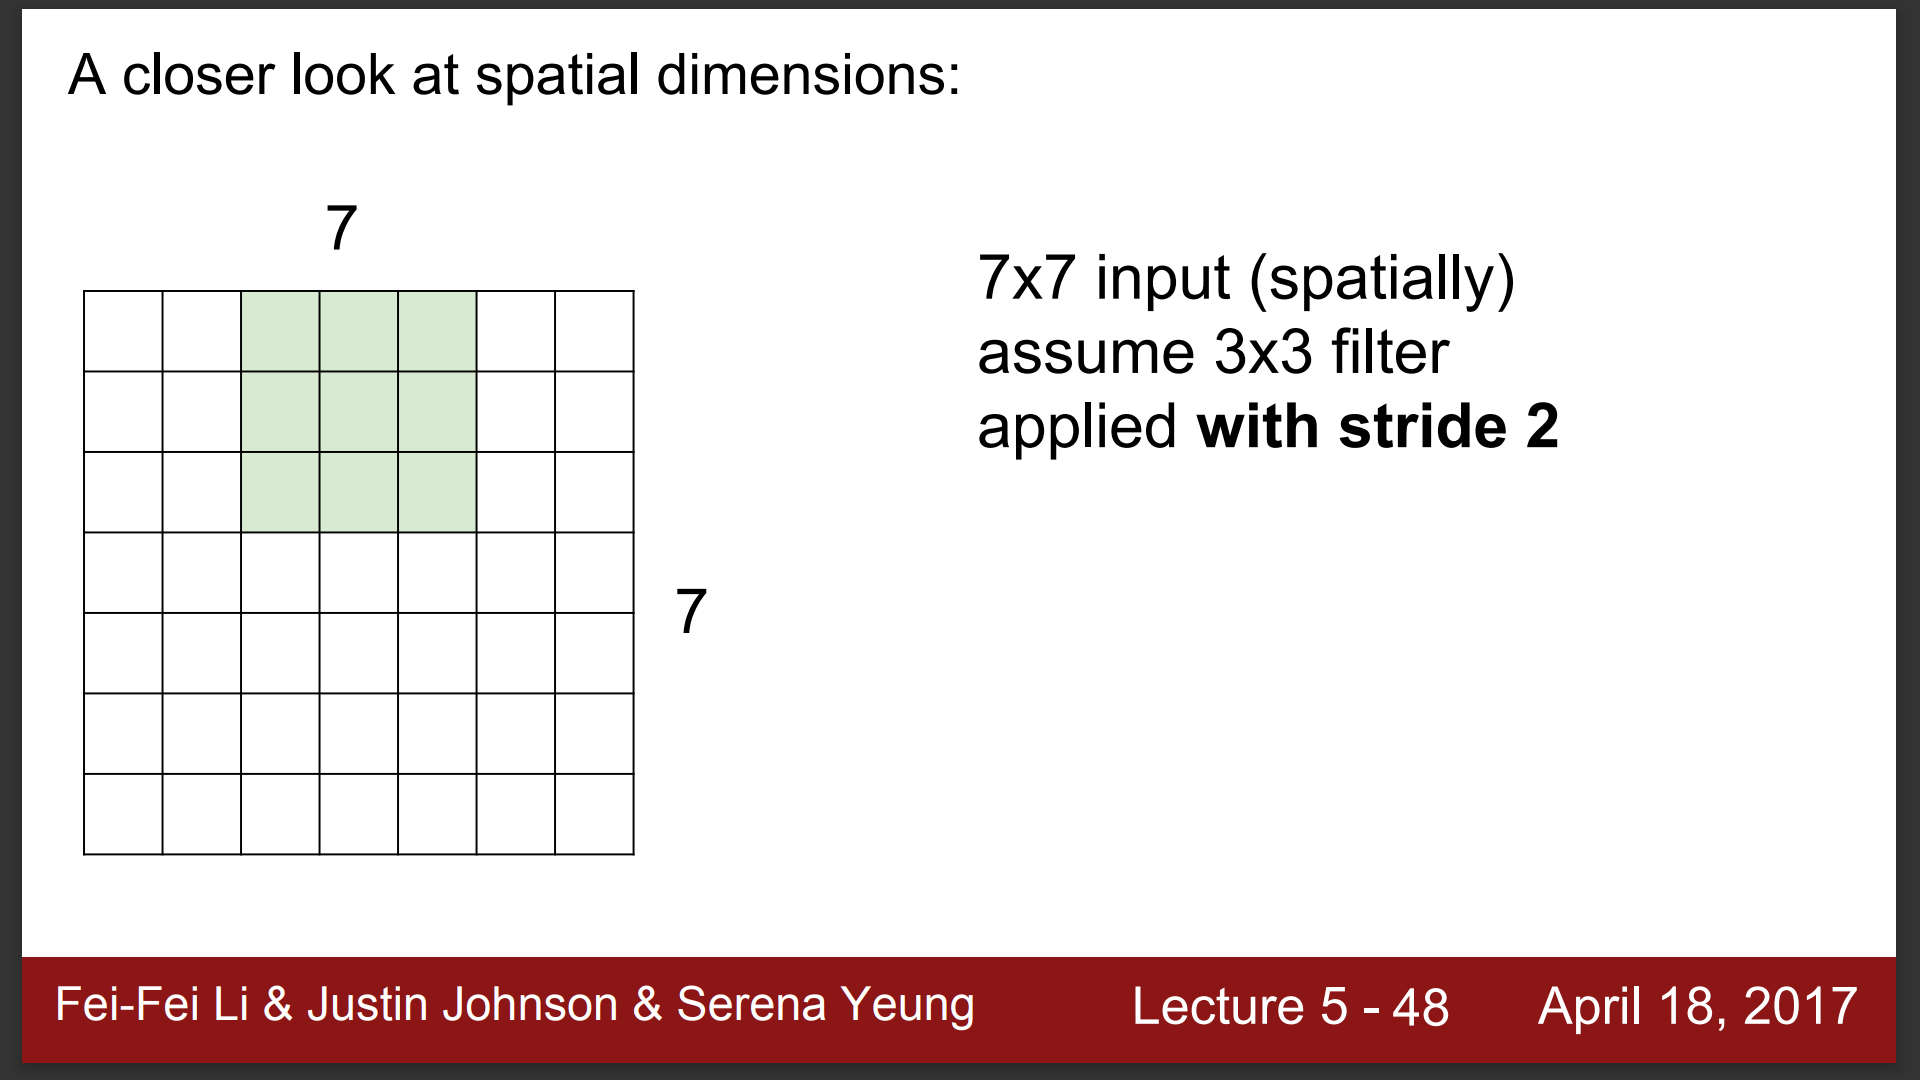 A closer look at spatial dimensions:
7
7x7 input (spatially)
assume 3x3 filter
applied with stride 2
7
Fei-Fei Li & Justin Johnson & Serena Yeung
Lecture 5 - 48
April 18, 2017